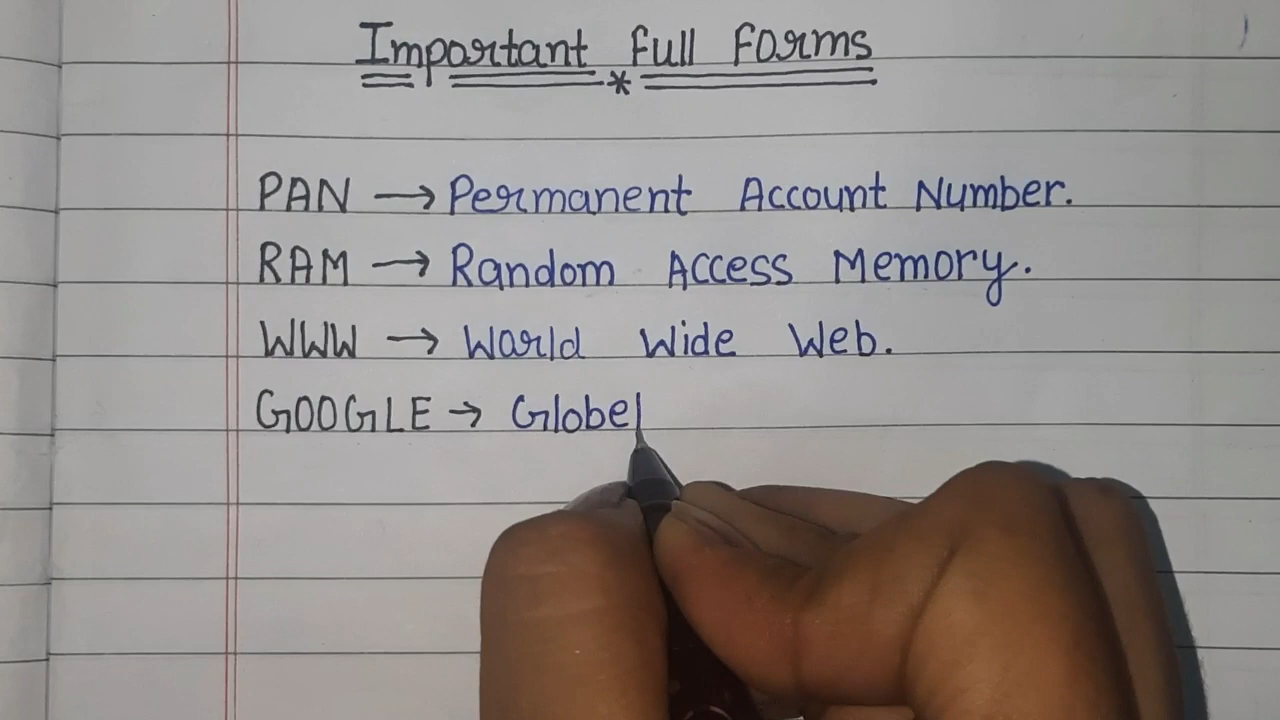 Important Full Forms
PAN → Permanent Account Number.
RAM → Random Access Memory.
WWW → World Wide Web.
GOOGLE → Globel